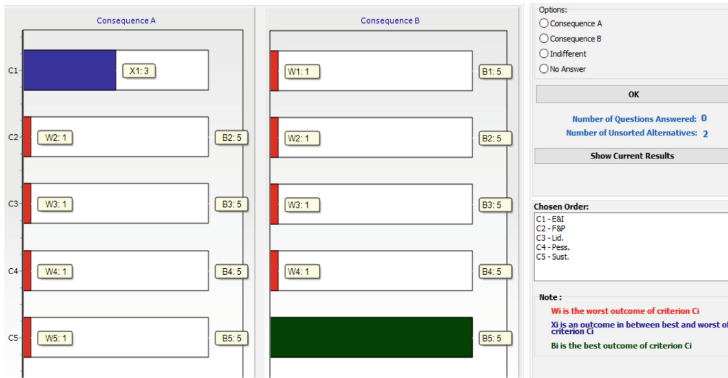 Consequence A
C1
X1: 3
C2
W2: 1
B2: 5
C3
W3: 1
B3: 5
C4
W4: 1
B4: 5
C5
W5: 1
B5: 5
Consequence B
W1: 1
B1: 5
W2: 1
B2: 5
W3: 1
B3: 5
W4: 1
B4: 5
B5: 5
Options:
Consequence A
Consequence B
Indifferent
No Answer
OK
Number of Questions Answered: 0
Number of Unsorted Alternatives: 2
Show Current Results
Chosen Order:
C1 - E&I
C2 - F&P
C3 - Lid.
C4 - Pess.
C5 - Sust.
Note :
Wi is the worst outcome of criterion Ci
Xi is an outcome in between best and worst of
criterion Ci
Bi is the best outcome of criterion Ci